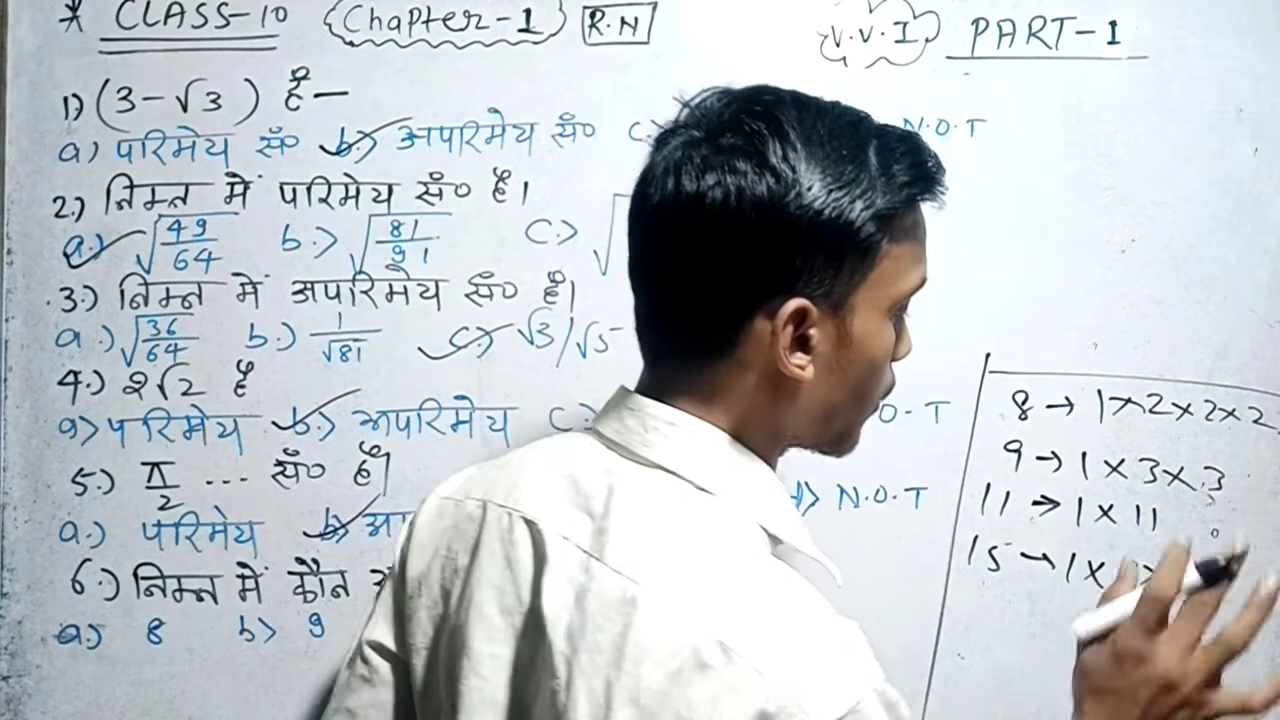 * CLASS-10 Chapter-1 R.N V.V.I PART-1
1) (3-√3) है—
a) परिमेय सं० b) अपरिमेय सं० c) N.O.T
2.) निम्न में परिमेय सं० है।
a.) √49/64 b.) √81/91 c.) √
3.) निम्न में अपरिमेय सं० है।
a.) √36/64 b.) 1/√81 c.) √3/√5
4.) 2√2 है
a) परिमेय b.) अपरिमेय c.) O.T
5.) π/2 ... सं० है।
a.) परिमेय b) अ d) N.O.T
6.) निम्न में कौन
a.) 8 b) 9
8 → 1×2×2×2
9 → 1×3×3
11 → 1×11
15 → 1×